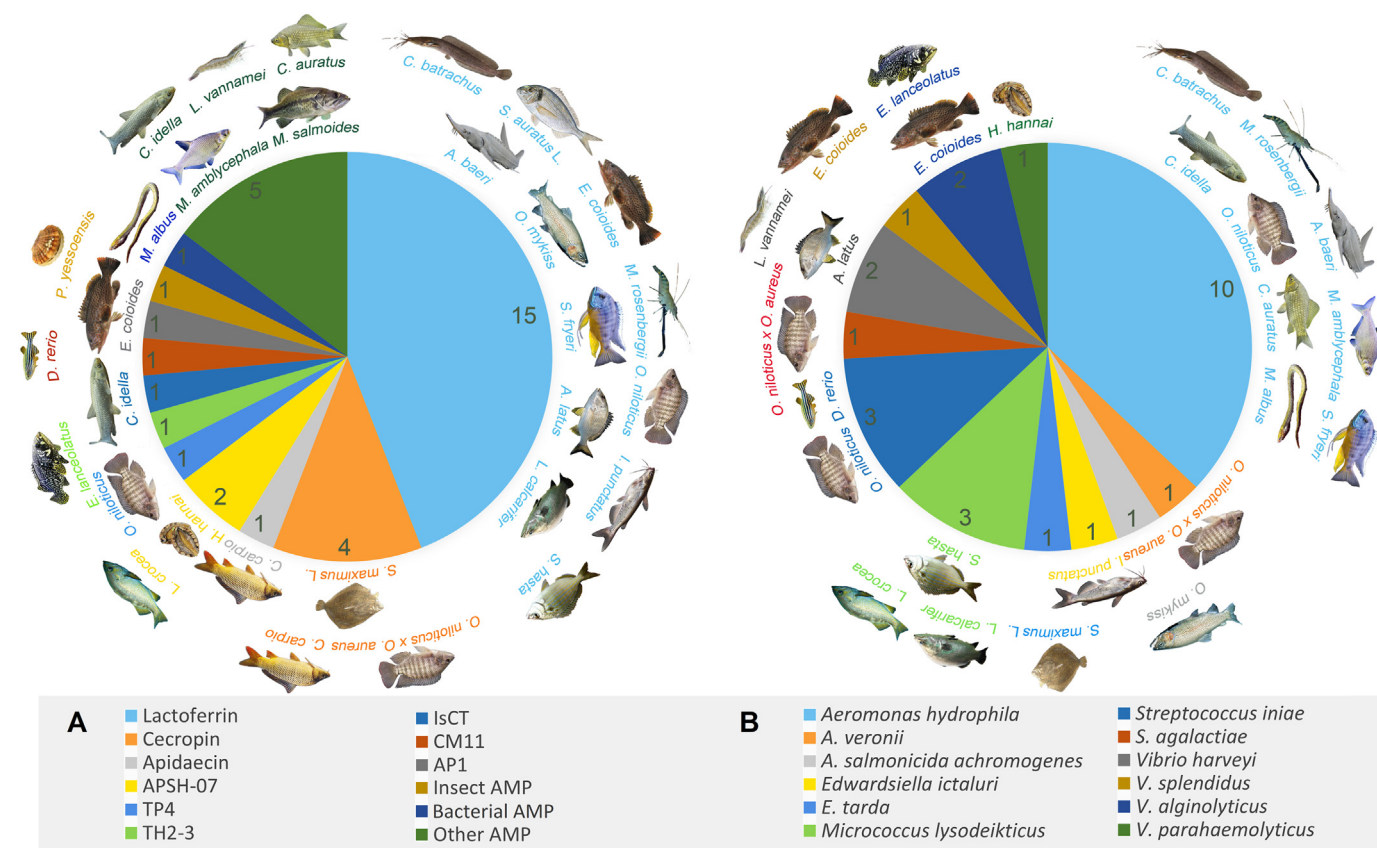 C. auratus
L. vannamei
C. idella
M. salmoides
M. amblycephala
M. albus
P. yessoensis
E. coioides
D. rerio
C. idella
E. lanceolatus
O. niloticus
H. hannai
L. crocea
C. carpio
S. maximus L.
O. niloticus x O. aureus
C. carpio
C. batrachus
S. auratus L.
A. baeri
E. coioides
O. mykiss
M. rosenbergii
S. fryeri
O. niloticus
A. latus
I. punctatus
L. calcarifer
S. hasta
15
4
1
2
1
1
1
1
1
1
1
5
E. lanceolatus
E. coioides
E. coioides
H. hannai
L. vannamei
A. latus
O. niloticus x O. aureus
D. rerio
O. niloticus
S. hasta
L. crocea
L. calcarifer
S. maximus L.
I. punctatus
O. niloticus x O. aureus
O. mykiss
C. batrachus
M. rosenbergii
C. idella
O. niloticus
A. baeri
C. auratus
M. amblycephala
M. albus
S. fryeri
10
1
1
1
1
3
3
1
2
1
2
1
A
Lactoferrin
Cecropin
Apidaecin
APSH-07
TP4
TH2-3
IsCT
CM11
AP1
Insect AMP
Bacterial AMP
Other AMP
B
Aeromonas hydrophila
A. veronii
A. salmonicida achromogenes
Edwardsiella ictaluri
E. tarda
Micrococcus lysodeikticus
Streptococcus iniae
S. agalactiae
Vibrio harveyi
V. splendidus
V. alginolyticus
V. parahaemolyticus